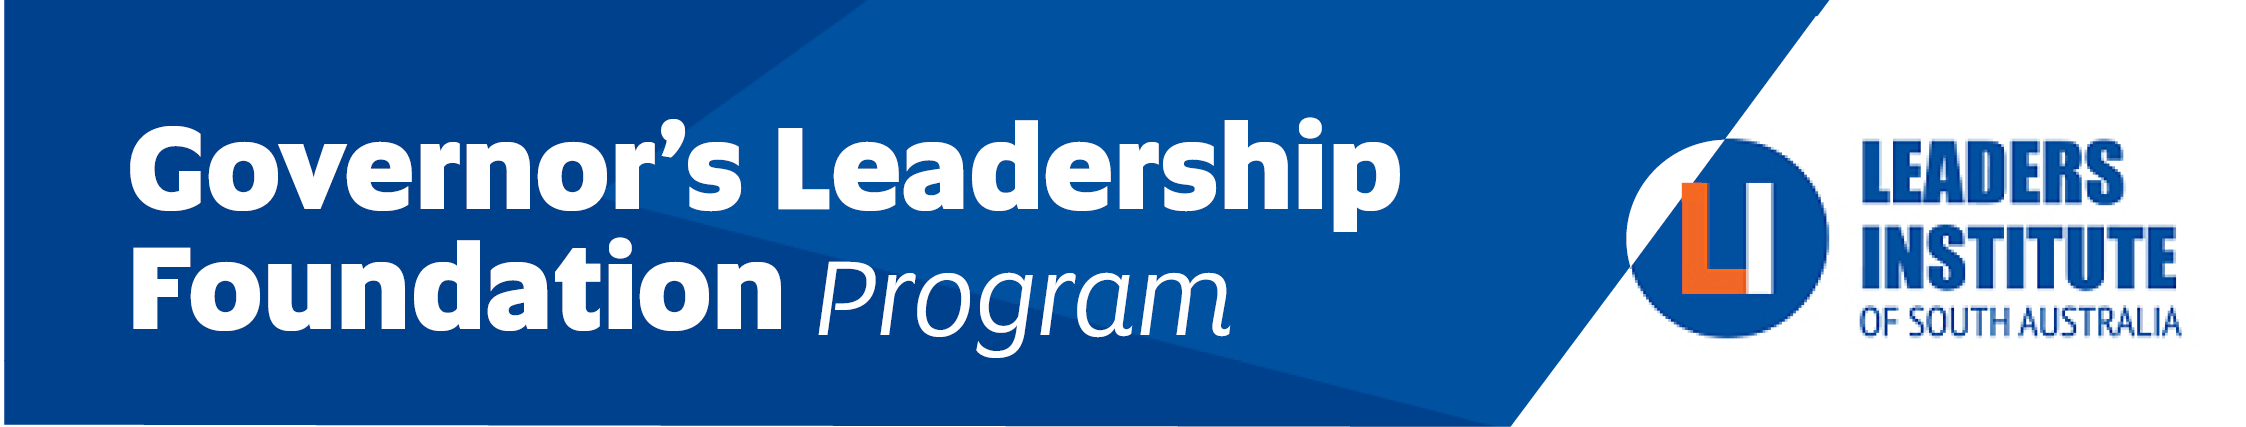 Governor’s Leadership
Foundation Program
LI
LEADERS
INSTITUTE
OF SOUTH AUSTRALIA